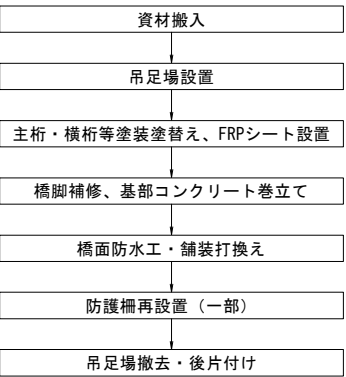 資材搬入
吊足場設置
主桁・横桁等塗装塗替え、FRPシート設置
橋脚補修、基部コンクリート巻立て
橋面防水工・舗装打換え
防護柵再設置（一部）
吊足場撤去・後片付け